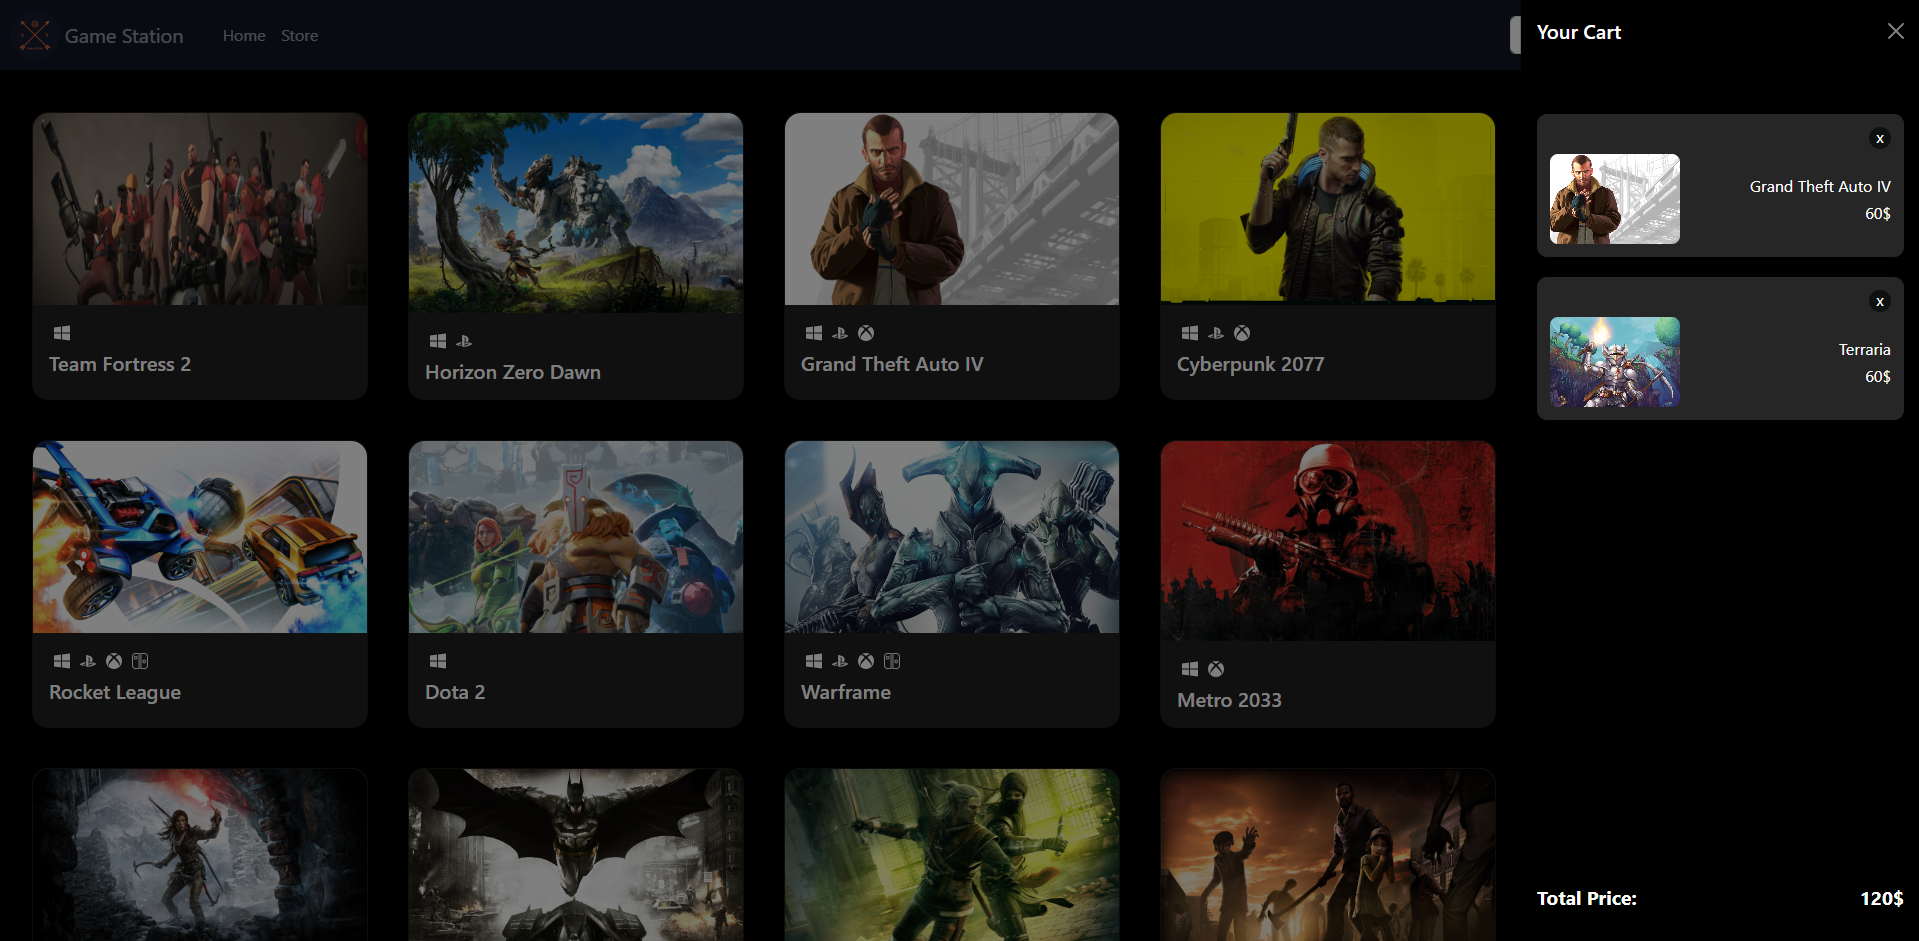 Game Station
Home
Store
Team Fortress 2
Horizon Zero Dawn
Grand Theft Auto IV
Cyberpunk 2077
Rocket League
Dota 2
Warframe
Metro 2033
Your Cart
x
Grand Theft Auto IV
60$
x
Terraria
60$
Total Price: 120$